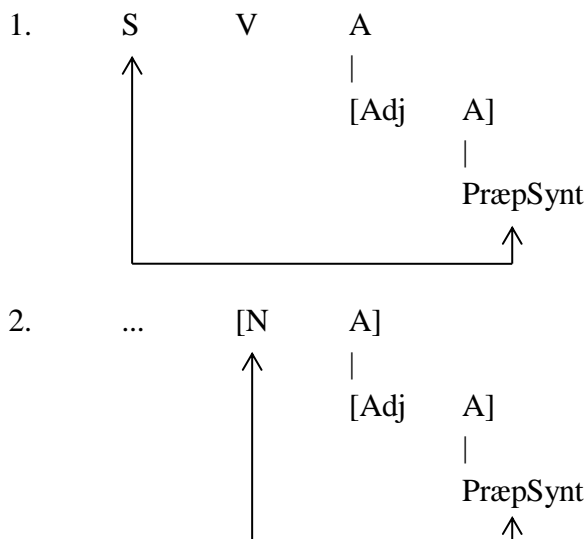 1. S V A
|
[Adj A]
|
PræpSynt
2. ... [N A]
|
[Adj A]
|
PræpSynt